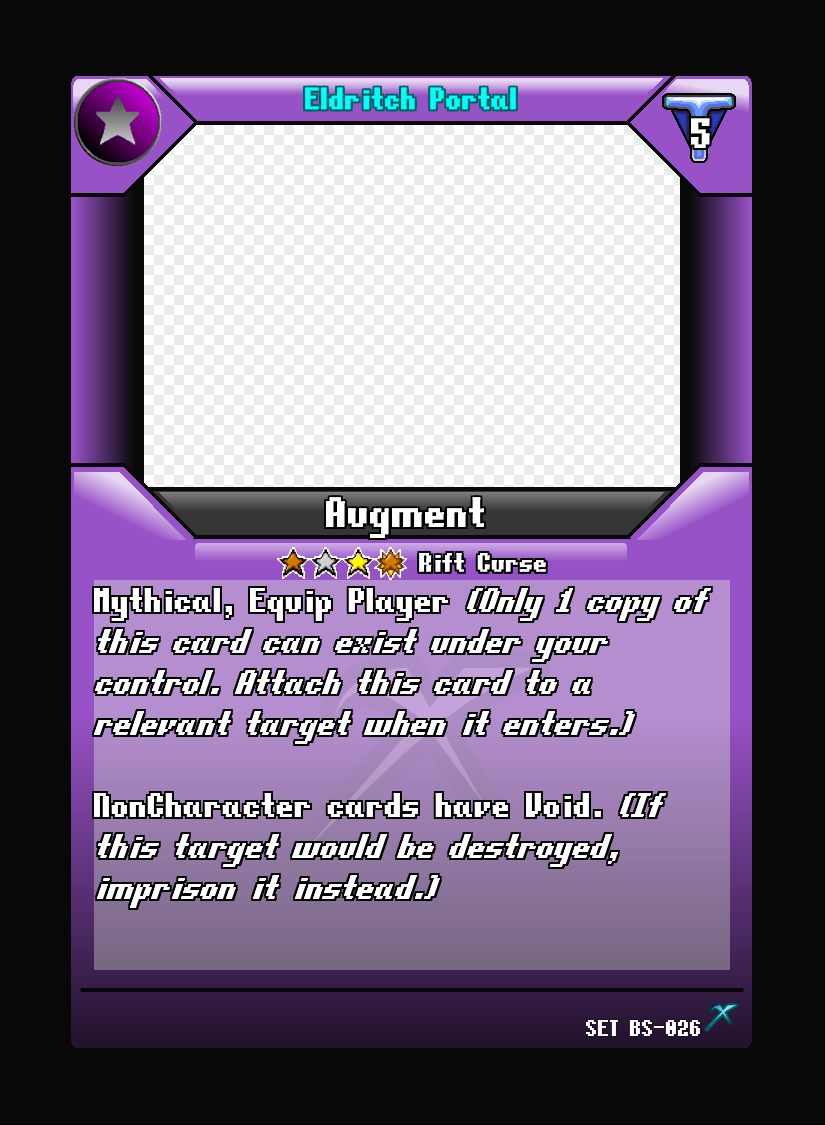 Eldritch Portal
5
Augment
Rift Curse
Mythical, Equip Player (Only 1 copy of
this card can exist under your
control. Attach this card to a
relevant target when it enters.)
NonCharacter cards have Void. (If
this target would be destroyed,
imprison it instead.)
SET BS-026